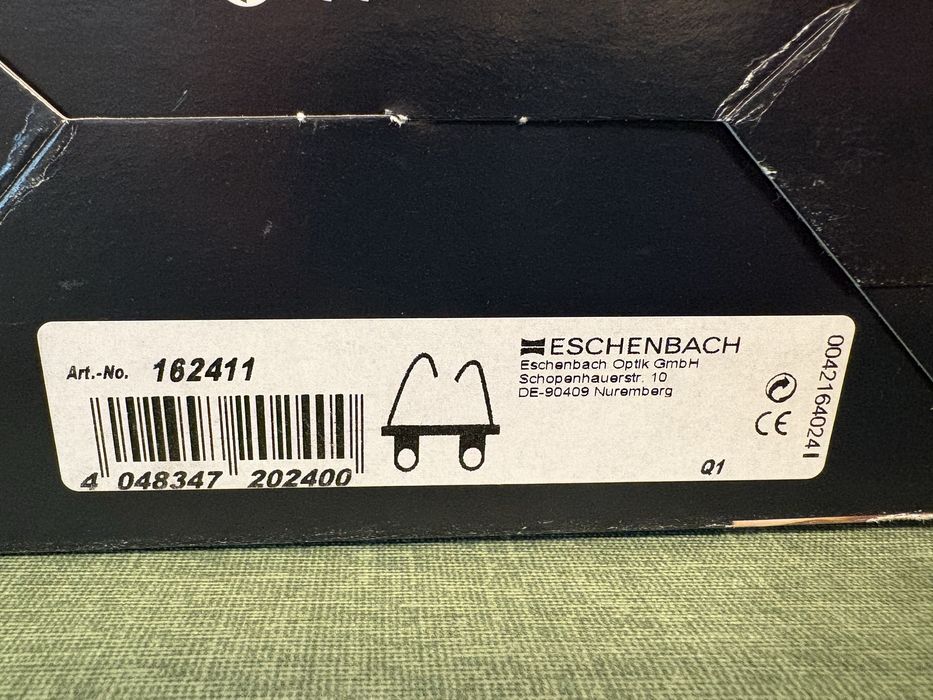 Art.-No. 162411
4 048347 202400
ESCHENBACH
Eschenbach Optik GmbH
Schopenhauerstr. 10
DE-90409 Nuremberg
CE
Q1
00421640241